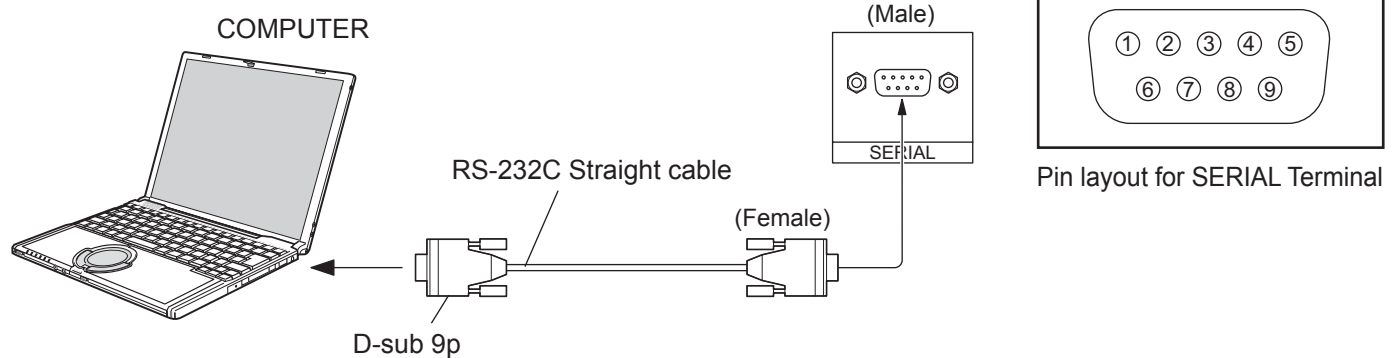 COMPUTER
(Male)
SERIAL
RS-232C Straight cable
(Female)
D-sub 9p
① ② ③ ④ ⑤
⑥ ⑦ ⑧ ⑨
Pin layout for SERIAL Terminal